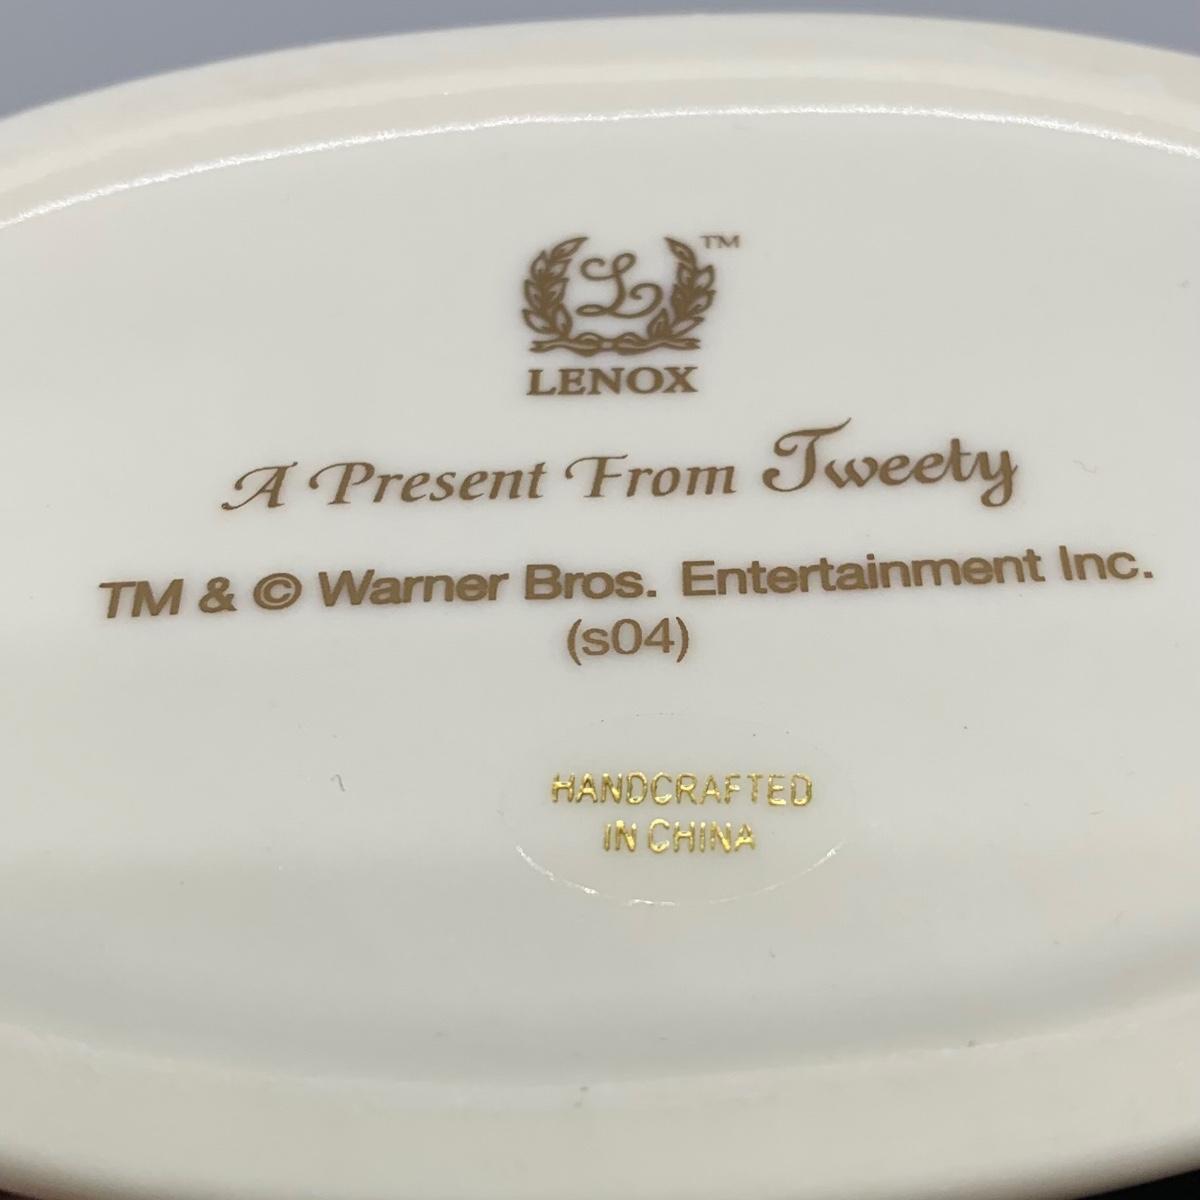 L TM
LENOX
A Present From Tweety
TM & © Warner Bros. Entertainment Inc.
(s04)
HANDCRAFTED
IN CHINA